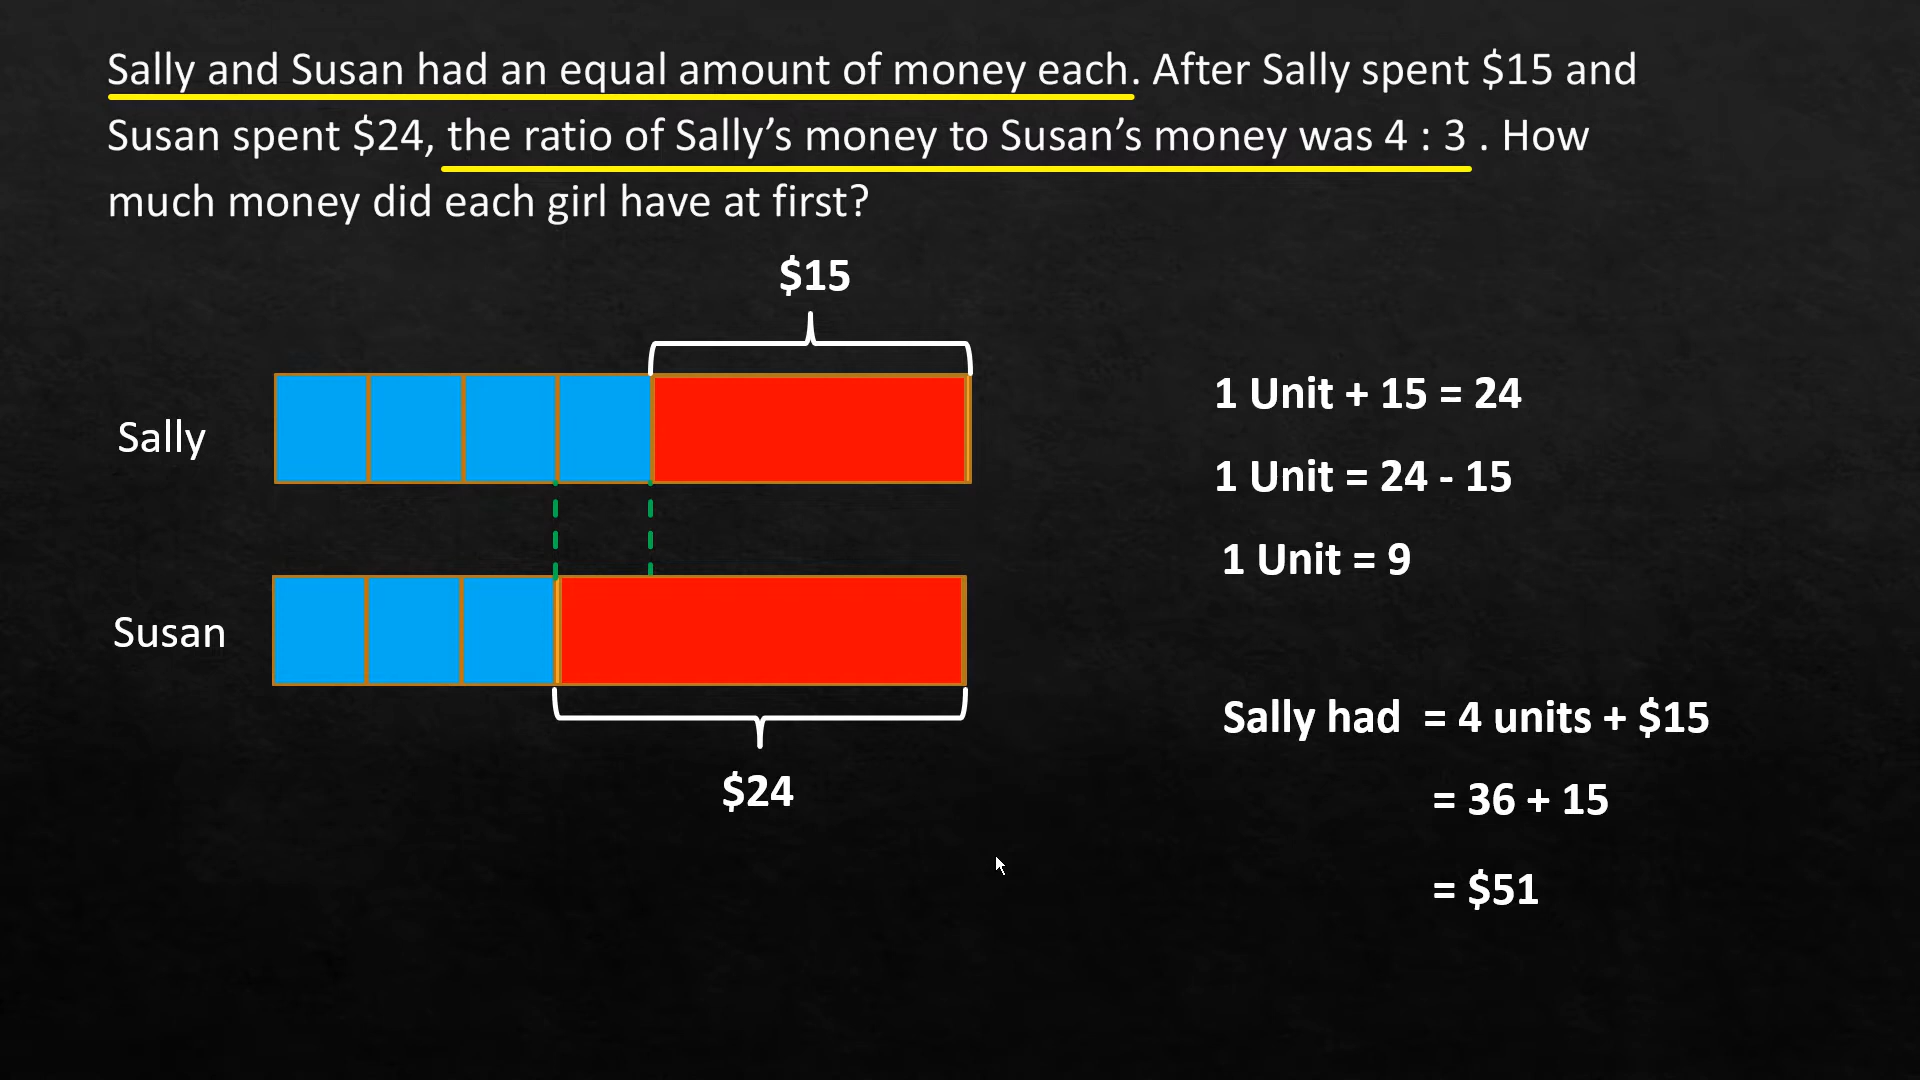 Sally and Susan had an equal amount of money each. After Sally spent $15 and
Susan spent $24, the ratio of Sally’s money to Susan’s money was 4 : 3 . How
much money did each girl have at first?
$15
Sally
Susan
$24
1 Unit + 15 = 24
1 Unit = 24 - 15
1 Unit = 9
Sally had = 4 units + $15
= 36 + 15
= $51